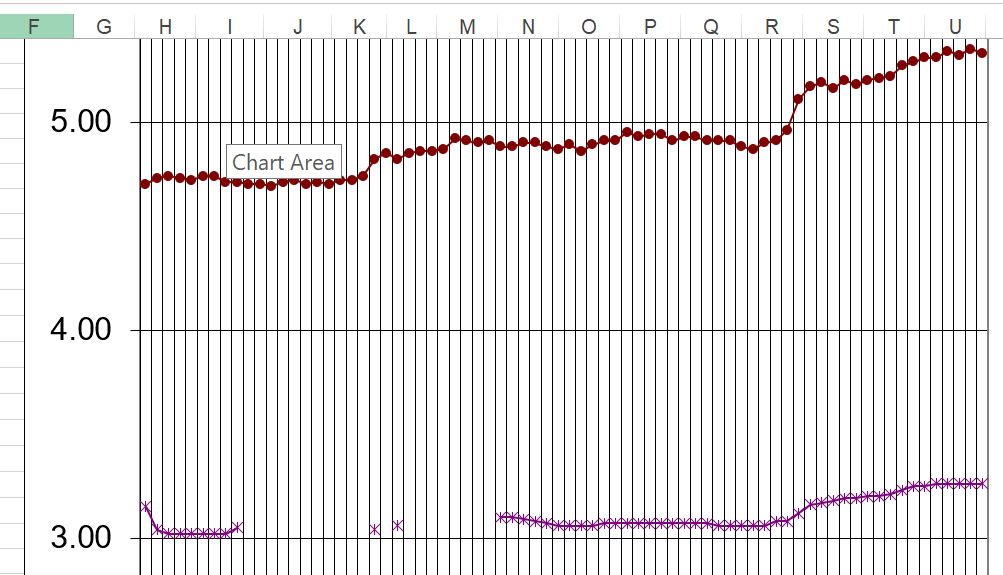 F G H I J K L M N O P Q R S T U
5.00
Chart Area
4.00
3.00